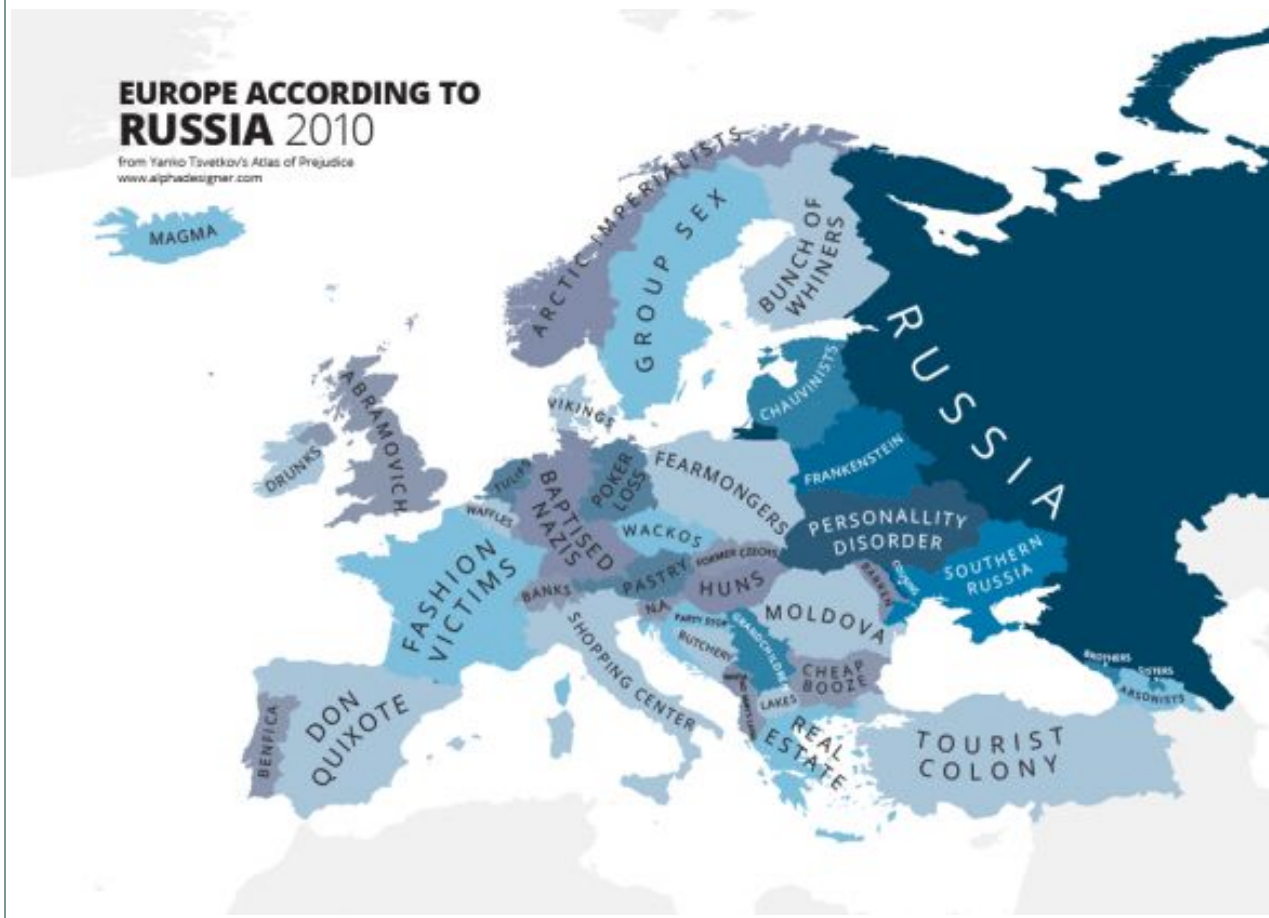 EUROPE ACCORDING TO
RUSSIA 2010
from Yanko Tsvetkov's Atlas of Prejudice
www.alphadesigner.com
MAGMA
ARCTIC IMPERIALISTS
GROUP SEX
BUNCH OF
WHINERS
RUSSIA
CHAUVINISTS
VIKINGS
ABRAMOVICH
DRUNKS
FRANKENSTEIN
FEARMONGERS
POKER
LOSS
TULIPS
BAPTISED
NAZIS
WAFFLES
PERSONALLITY
DISORDER
WACKOS
SOUTHERN
RUSSIA
FORMER CZECHS
FASHION
VICTIMS
PASTRY
HUNS
BARREN
BANKS
N.A.
MOLDOVA
PARTY STOP
GRANDCHILDREN
SHOPPING CENTER
BUTCHERY
CHEAP
BOOZE
BROTHERS
SISTERS
ARSONISTS
LAKES
DON
QUIXOTE
BENFICA
REAL
ESTATE
TOURIST
COLONY